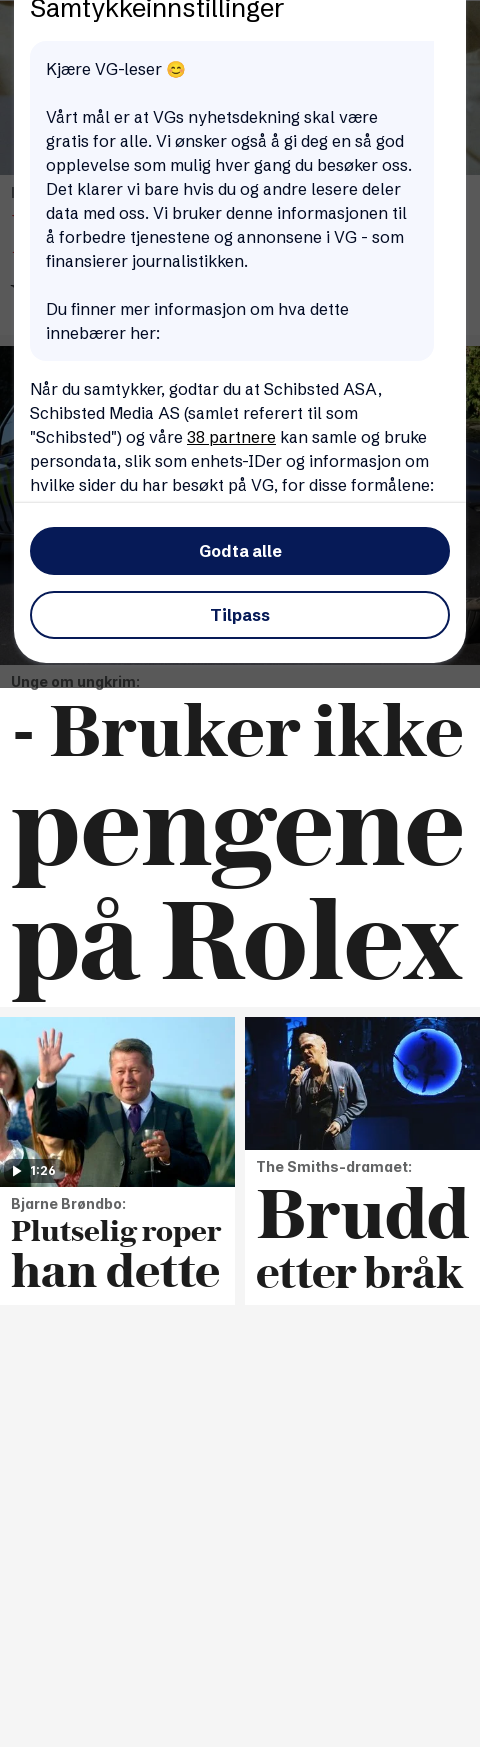 Samtykkeinnstillinger
Kjære VG-leser 😊
Vårt mål er at VGs nyhetsdekning skal være
gratis for alle. Vi ønsker også å gi deg en så god
opplevelse som mulig hver gang du besøker oss.
Det klarer vi bare hvis du og andre lesere deler
data med oss. Vi bruker denne informasjonen til
å forbedre tjenestene og annonsene i VG - som
finansierer journalistikken.
Du finner mer informasjon om hva dette
innebærer her:
Når du samtykker, godtar du at Schibsted ASA,
Schibsted Media AS (samlet referert til som
"Schibsted") og våre 38 partnere kan samle og bruke
persondata, slik som enhets-IDer og informasjon om
hvilke sider du har besøkt på VG, for disse formålene:
Godta alle
Tilpass
Unge om ungkrim:
- Bruker ikke
pengene
på Rolex
1:26
Bjarne Brøndbo:
Plutselig roper
han dette
The Smiths-dramaet:
Brudd
etter bråk